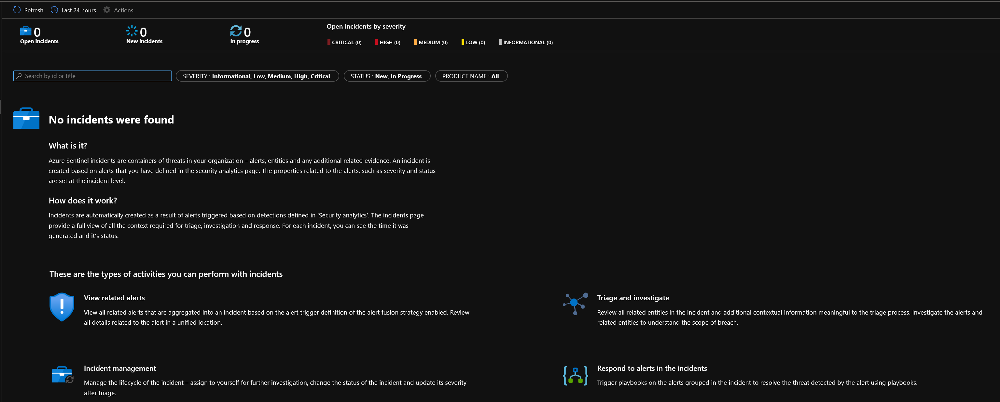 Refresh Last 24 hours Actions
0 0 0
Open incidents New incidents In progress
Open incidents by severity
CRITICAL (0) HIGH (0) MEDIUM (0) LOW (0) INFORMATIONAL (0)
Search by id or title SEVERITY : Informational, Low, Medium, High, Critical STATUS : New, In Progress PRODUCT NAME : All
No incidents were found
What is it?
Azure Sentinel incidents are containers of threats in your organization – alerts, entities and any additional related evidence. An incident is
created based on alerts that you have defined in the security analytics page. The properties related to the alerts, such as severity and status
are set at the incident level.
How does it work?
Incidents are automatically created as a result of alerts triggered based on detections defined in ‘Security analytics’. The incidents page
provide a full view of all the context required for triage, investigation and response. For each incident, you can see the time it was
generated and it’s status.
These are the types of activities you can perform with incidents
View related alerts
View all related alerts that are aggregated into an incident based on the alert trigger definition of the alert fusion strategy enabled. Review
all details related to the alert in a unified location.
Triage and investigate
Review all related entities in the incident and additional contextual information meaningful to the triage process. Investigate the alerts and
related entities to understand the scope of breach.
Incident management
Manage the lifecycle of the incident – assign to yourself for further investigation, change the status of the incident and update its severity
after triage.
Respond to alerts in the incidents
Trigger playbooks on the alerts grouped in the incident to resolve the threat detected by the alert using playbooks.